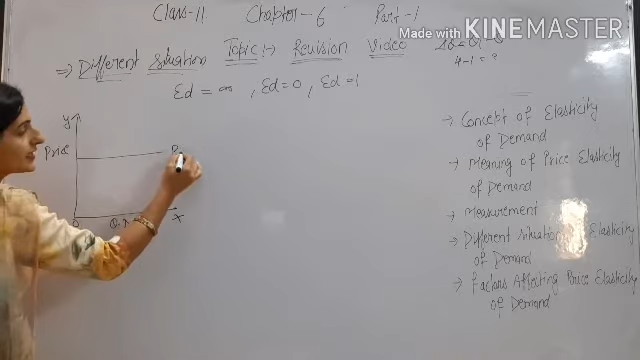 Class-11 Chapter-6 Part-1
Made with KINEMASTER
Topic:- Revision Video
4-1 = ?
⇒ Different Situation
Ed = ∞ , Ed=0 , Ed =1
y
Price
O
X
→ Concept of Elasticity
of Demand
→ Meaning of Price Elasticity
of Demand
→ Measurement
→ Different Situation of Elasticity
of Demand
→ Factors Affecting Price Elasticity
of Demand